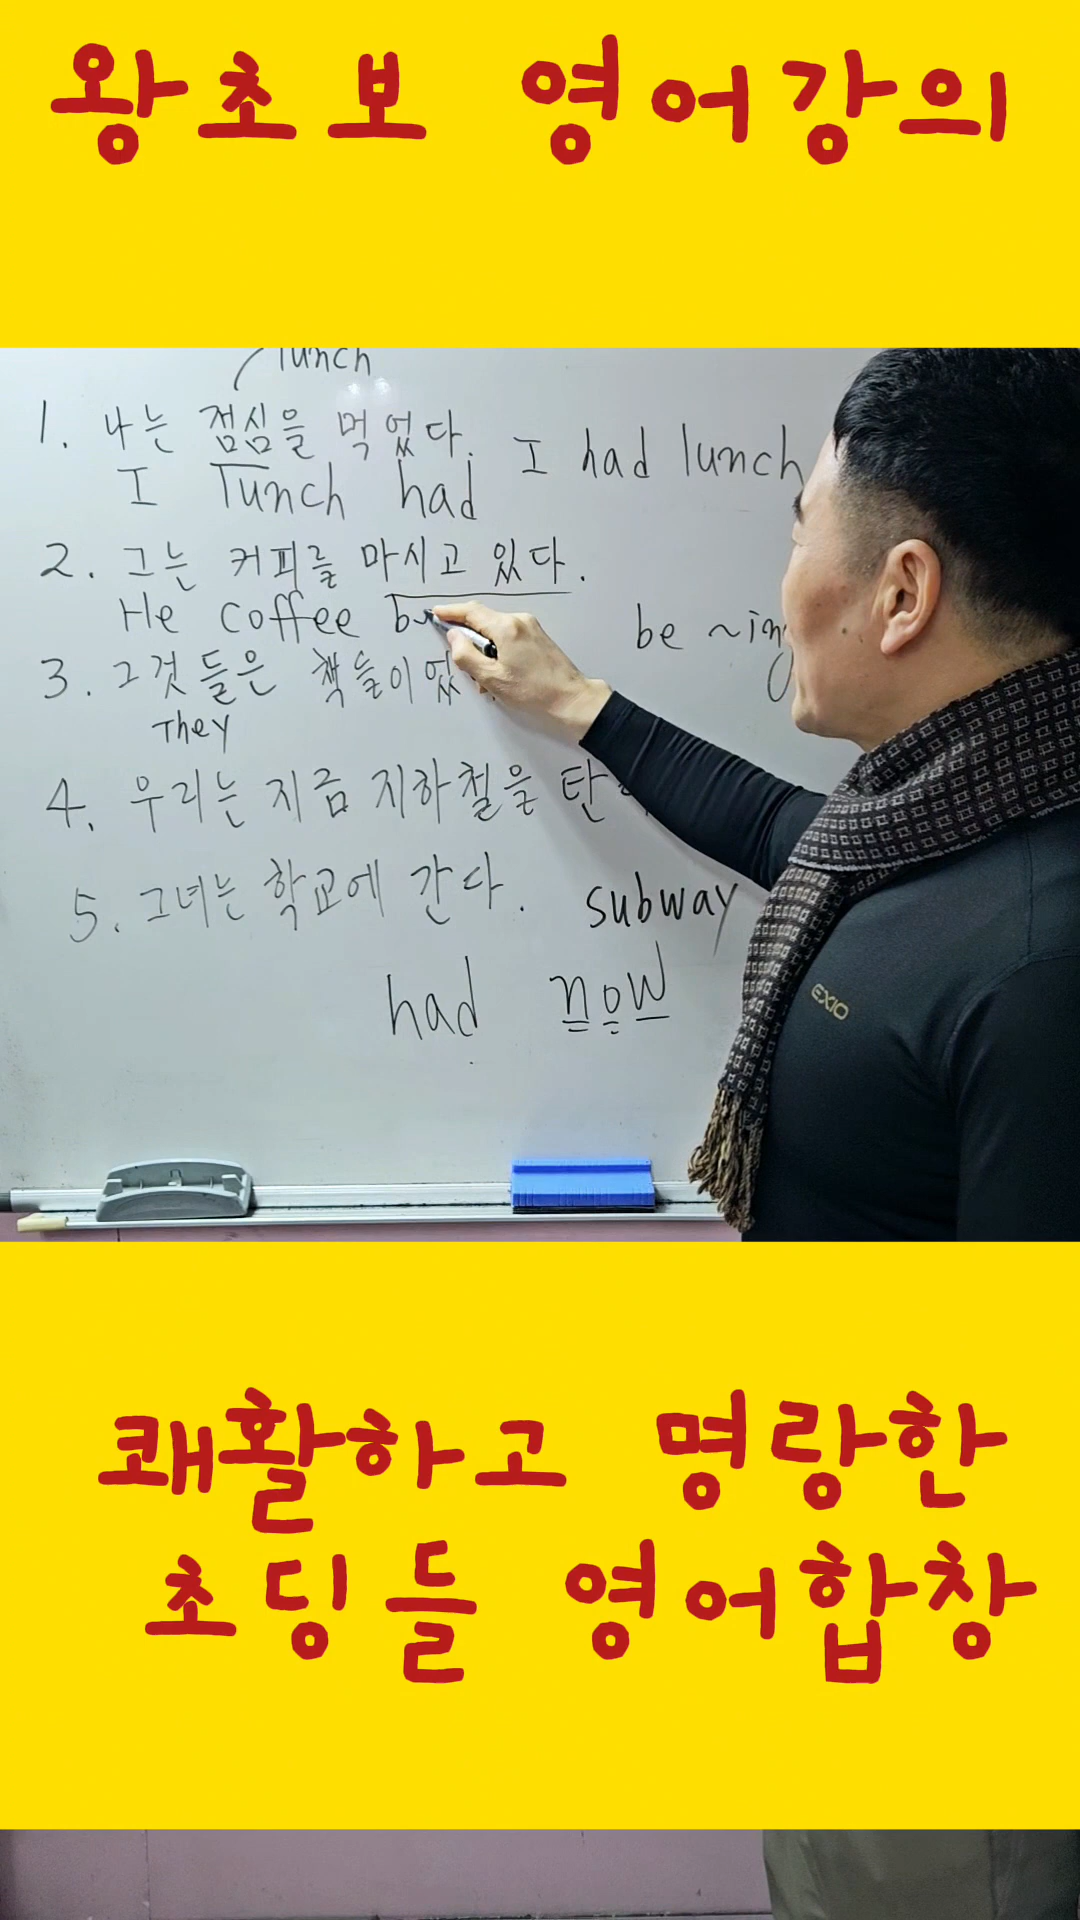 왕초보 영어강의
lunch
1. 나는 점심을 먹었다. I had lunch
I lunch had
2. 그는 커피를 마시고 있다.
He coffee b
be ~ing
3. 그것들은 책들이었
They
4. 우리는 지금 지하철을 탄
5. 그녀는 학교에 간다. subway
had now
EXIO
쾌활하고 명랑한
초딩들 영어합창